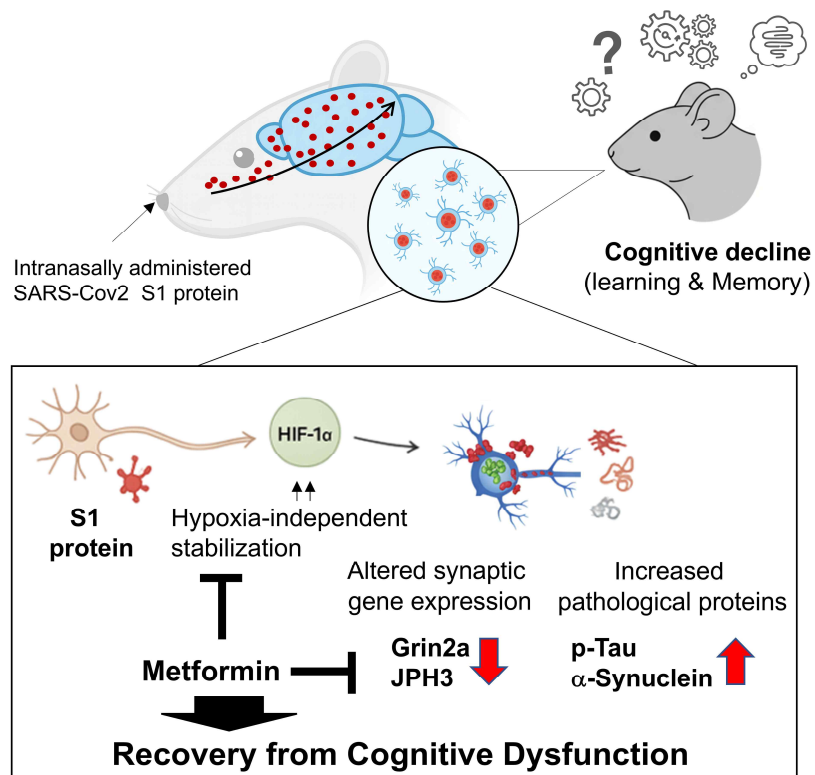 ?
Intranasally administered
SARS-Cov2 S1 protein
Cognitive decline
(learning & Memory)
HIF-1α
S1
protein
Hypoxia-independent
stabilization
Altered synaptic
gene expression
Increased
pathological proteins
Grin2a
JPH3
p-Tau
α-Synuclein
Metformin
Recovery from Cognitive Dysfunction